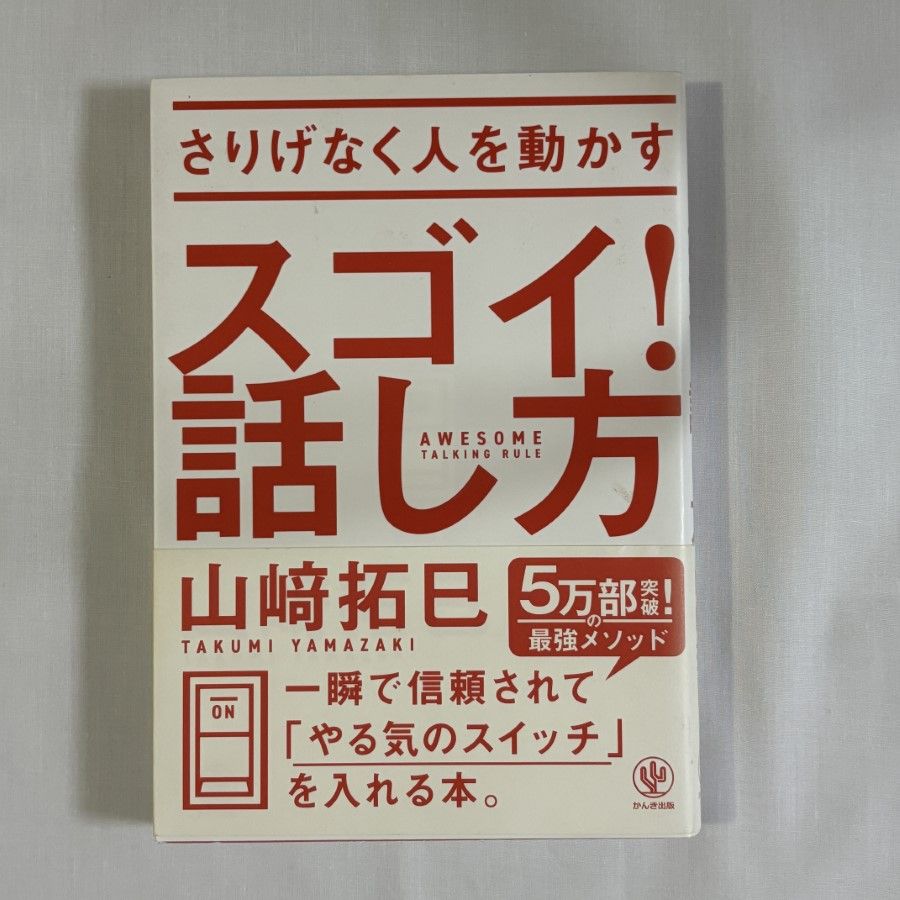 さりげなく人を動かす
スゴイ!
話し方
AWESOME
TALKING RULE
山﨑拓巳
TAKUMI YAMAZAKI
5万部突破!
の
最強メソッド
一瞬で信頼されて
「やる気のスイッチ」
を入れる本。
ON
かんき出版